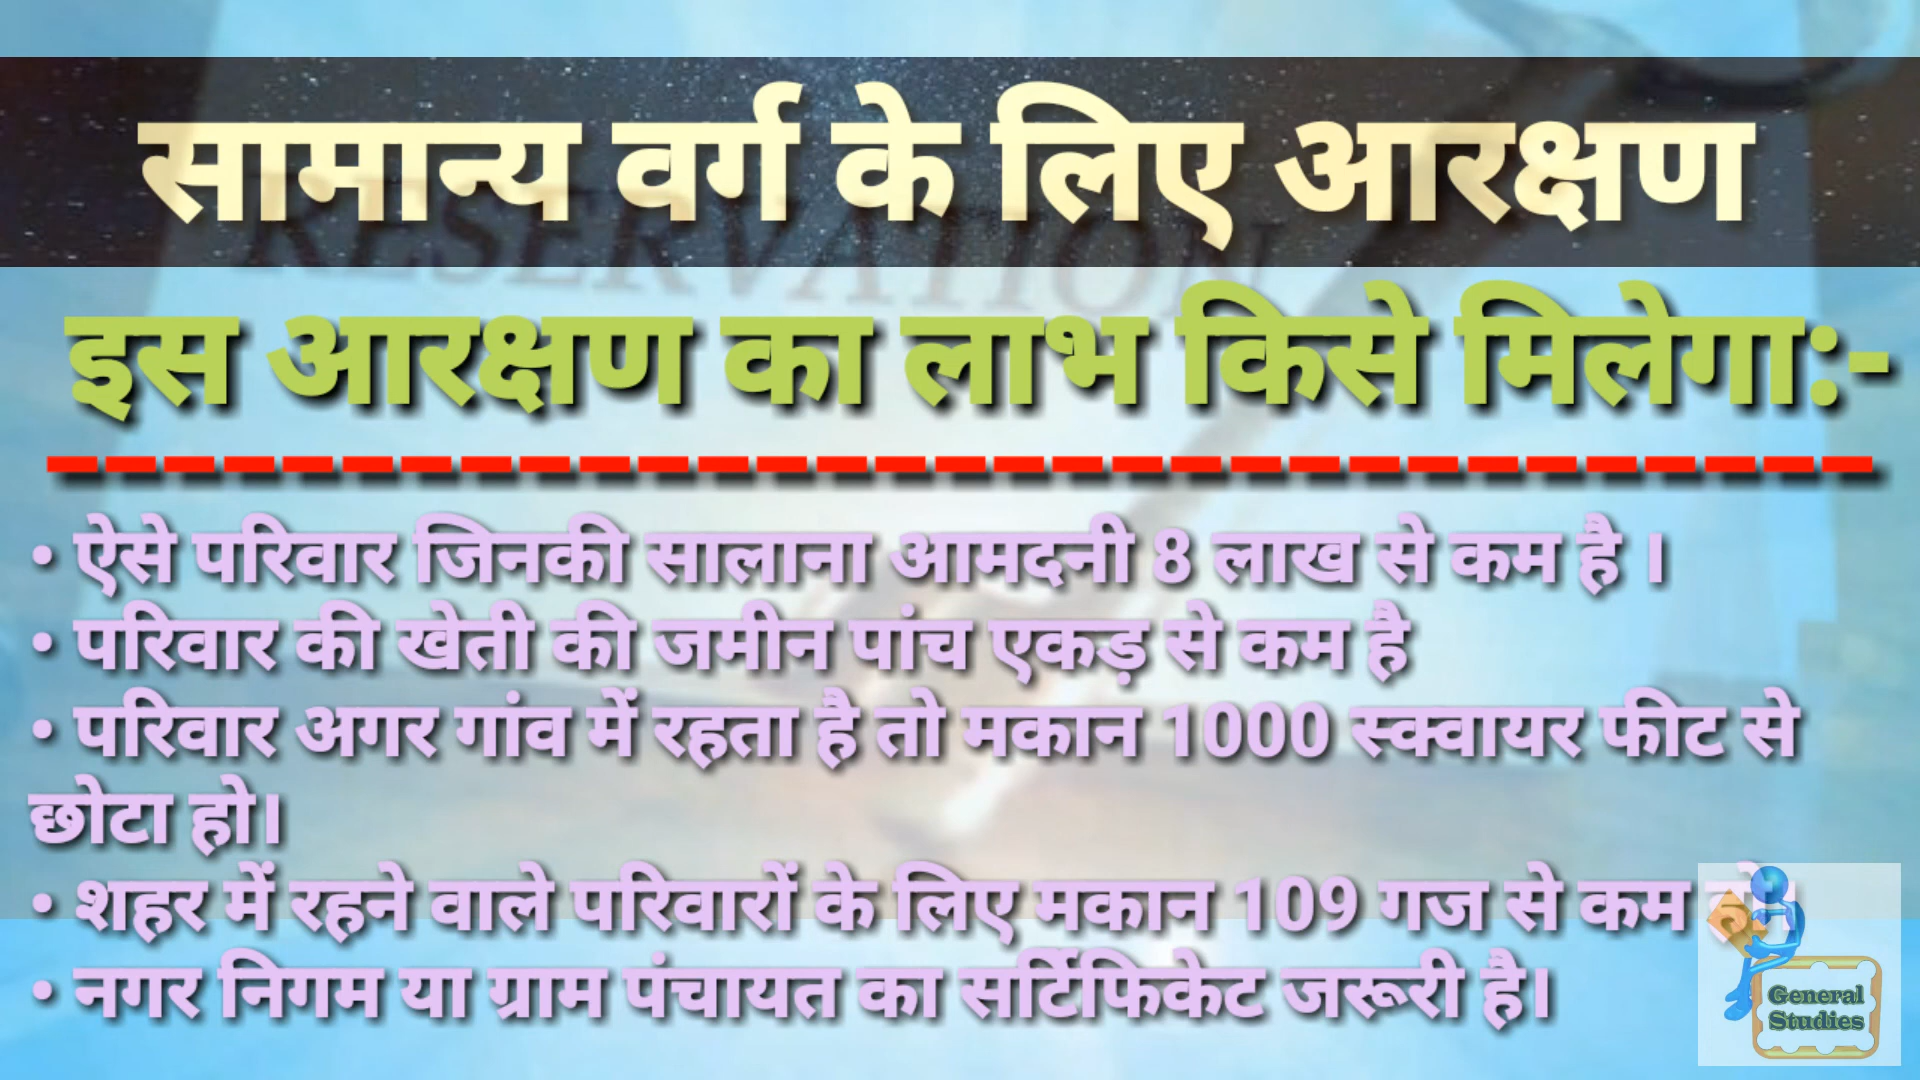 सामान्य वर्ग के लिए आरक्षण
RESERVATION
इस आरक्षण का लाभ किसे मिलेगा:-
• ऐसे परिवार जिनकी सालाना आमदनी 8 लाख से कम है ।
• परिवार की खेती की जमीन पांच एकड़ से कम है
• परिवार अगर गांव में रहता है तो मकान 1000 स्क्वायर फीट से
छोटा हो।
• शहर में रहने वाले परिवारों के लिए मकान 109 गज से कम
• नगर निगम या ग्राम पंचायत का सर्टिफिकेट जरूरी है।
General
Studies